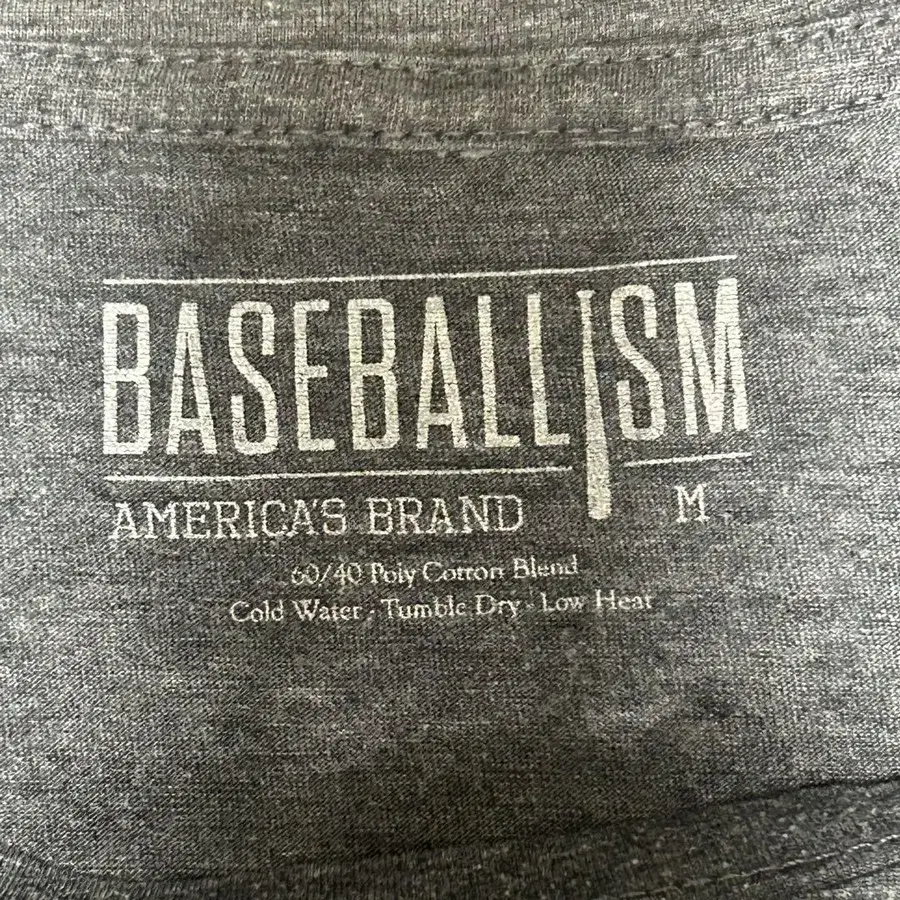 BASEBALLISM
AMERICA'S BRAND M
60/40 Poly Cotton Blend
Cold Water - Tumble Dry - Low Heat